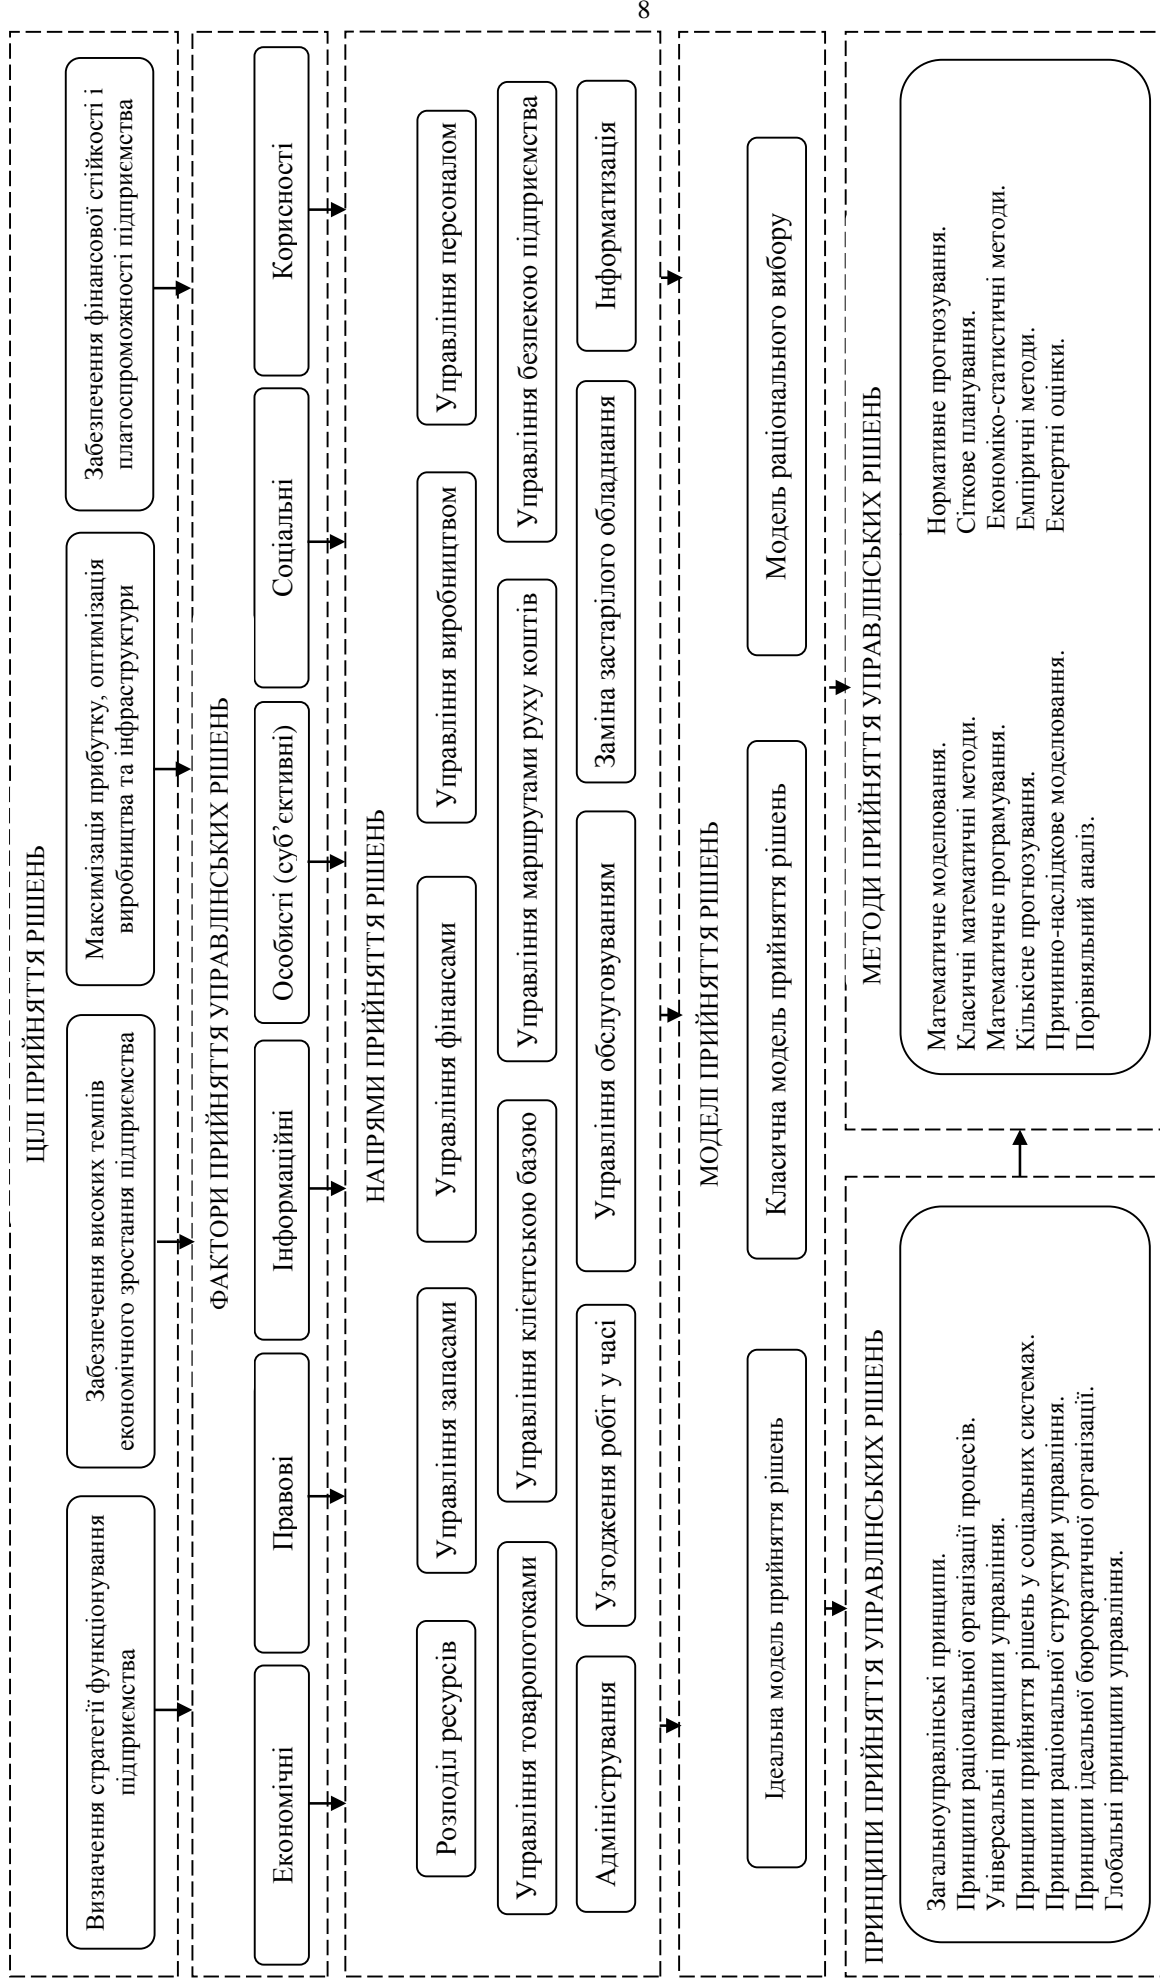 8
ЦІЛІ ПРИЙНЯТТЯ РІШЕНЬ
Визначення стратегії функціонування
підприємства
Забезпечення високих темпів
економічного зростання підприємства
Максимізація прибутку, оптимізація
виробництва та інфраструктури
Забезпечення фінансової стійкості і
платоспроможності підприємства
ФАКТОРИ ПРИЙНЯТТЯ УПРАВЛІНСЬКИХ РІШЕНЬ
Економічні
Правові
Інформаційні
Особисті (суб’єктивні)
Соціальні
Корисності
НАПРЯМИ ПРИЙНЯТТЯ РІШЕНЬ
Розподіл ресурсів
Управління запасами
Управління фінансами
Управління виробництвом
Управління персоналом
Управління товаропотоками
Управління клієнтською базою
Управління маршрутами руху коштів
Управління безпекою підприємства
Адміністрування
Узгодження робіт у часі
Управління обслуговуванням
Заміна застарілого обладнання
Інформатизація
МОДЕЛІ ПРИЙНЯТТЯ РІШЕНЬ
Ідеальна модель прийняття рішень
Класична модель прийняття рішень
Модель раціонального вибору
ПРИНЦИПИ ПРИЙНЯТТЯ УПРАВЛІНСЬКИХ РІШЕНЬ
Загальноуправлінські принципи.
Принципи раціональної організації процесів.
Універсальні принципи управління.
Принципи прийняття рішень у соціальних системах.
Принципи раціональної структури управління.
Принципи ідеальної бюрократичної організації.
Глобальні принципи управління.
МЕТОДИ ПРИЙНЯТТЯ УПРАВЛІНСЬКИХ РІШЕНЬ
Математичне моделювання.
Класичні математичні методи.
Математичне програмування.
Кількісне прогнозування.
Причинно-наслідкове моделювання.
Порівняльний аналіз.
Нормативне прогнозування.
Сіткове планування.
Економіко-статистичні методи.
Емпіричні методи.
Експертні оцінки.